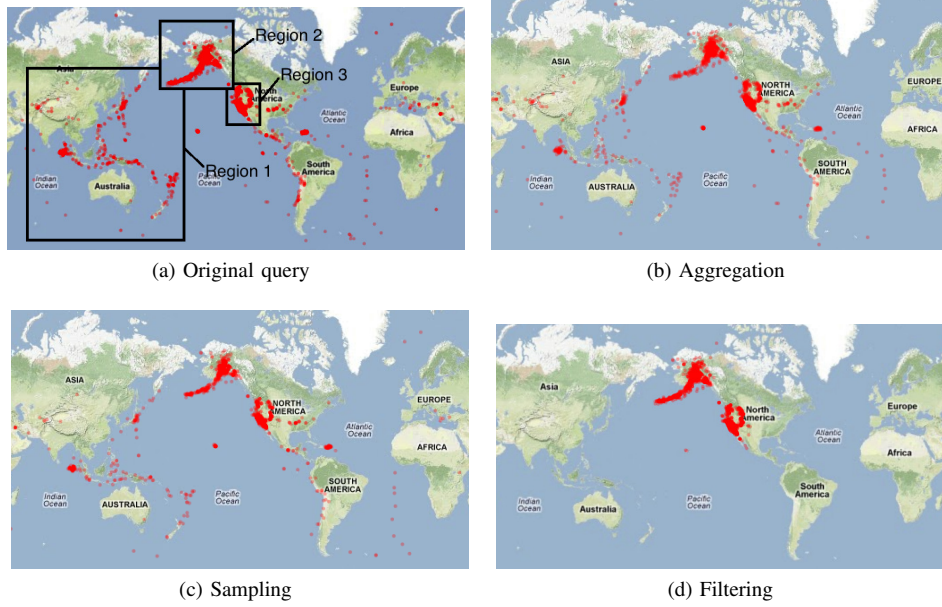 Region 2
Asia
Region 3
North
America
Europe
Atlantic
Ocean
Africa
Region 1
Indian
Ocean
Australia
Pacific
Ocean
South
America
(a) Original query
ASIA
NORTH
AMERICA
EUROPE
Atlantic
Ocean
AFRICA
Indian
Ocean
AUSTRALIA
Pacific
Ocean
SOUTH
AMERICA
(b) Aggregation
ASIA
NORTH
AMERICA
EUROPE
Atlantic
Ocean
AFRICA
Indian
Ocean
AUSTRALIA
Pacific
Ocean
SOUTH
AMERICA
(c) Sampling
Asia
North
America
Europe
Atlantic
Ocean
Africa
Indian
Ocean
Australia
Pacific
Ocean
South
America
(d) Filtering